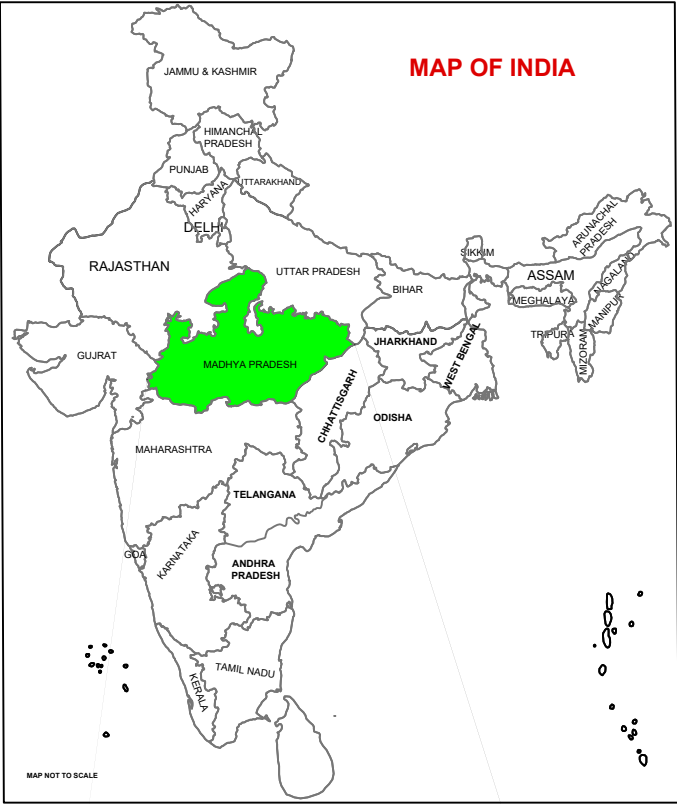 MAP OF INDIA
JAMMU & KASHMIR
HIMANCHAL
PRADESH
PUNJAB
UTTARAKHAND
HARYANA
DELHI
RAJASTHAN
UTTAR PRADESH
BIHAR
SIKKIM
ARUNACHAL
PRADESH
ASSAM
NAGALAND
MEGHALAYA
MANIPUR
TRIPURA
MIZORAM
GUJRAT
MADHYA PRADESH
JHARKHAND
WEST BENGAL
CHHATTISGARH
ODISHA
MAHARASHTRA
TELANGANA
GOA
KARNATAKA
ANDHRA
PRADESH
KERALA
TAMIL NADU
MAP NOT TO SCALE